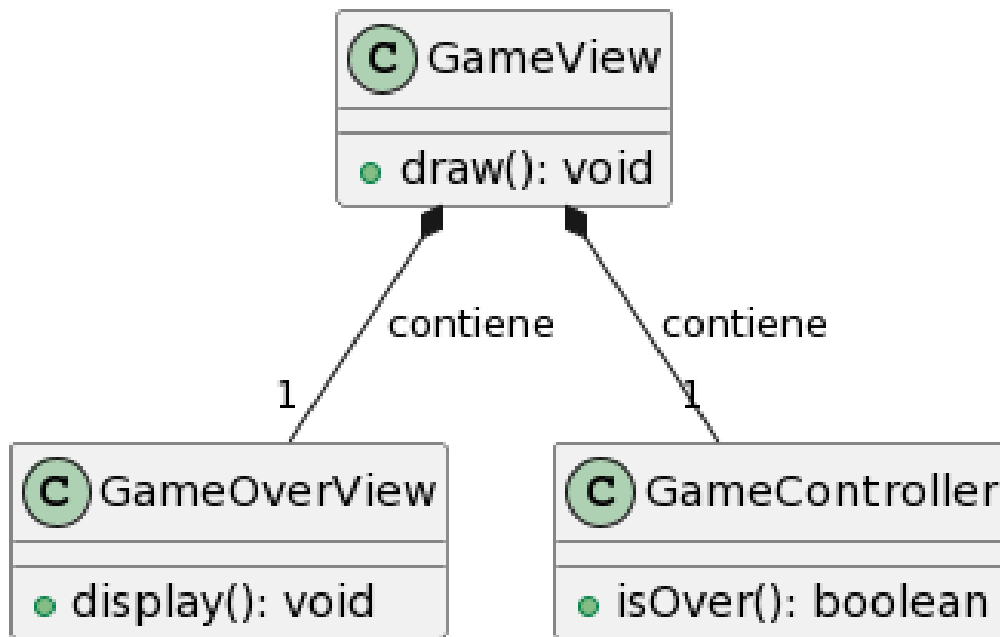 C GameView
draw(): void
contiene
contiene
1
1
C GameOverView
C GameController
display(): void
isOver(): boolean